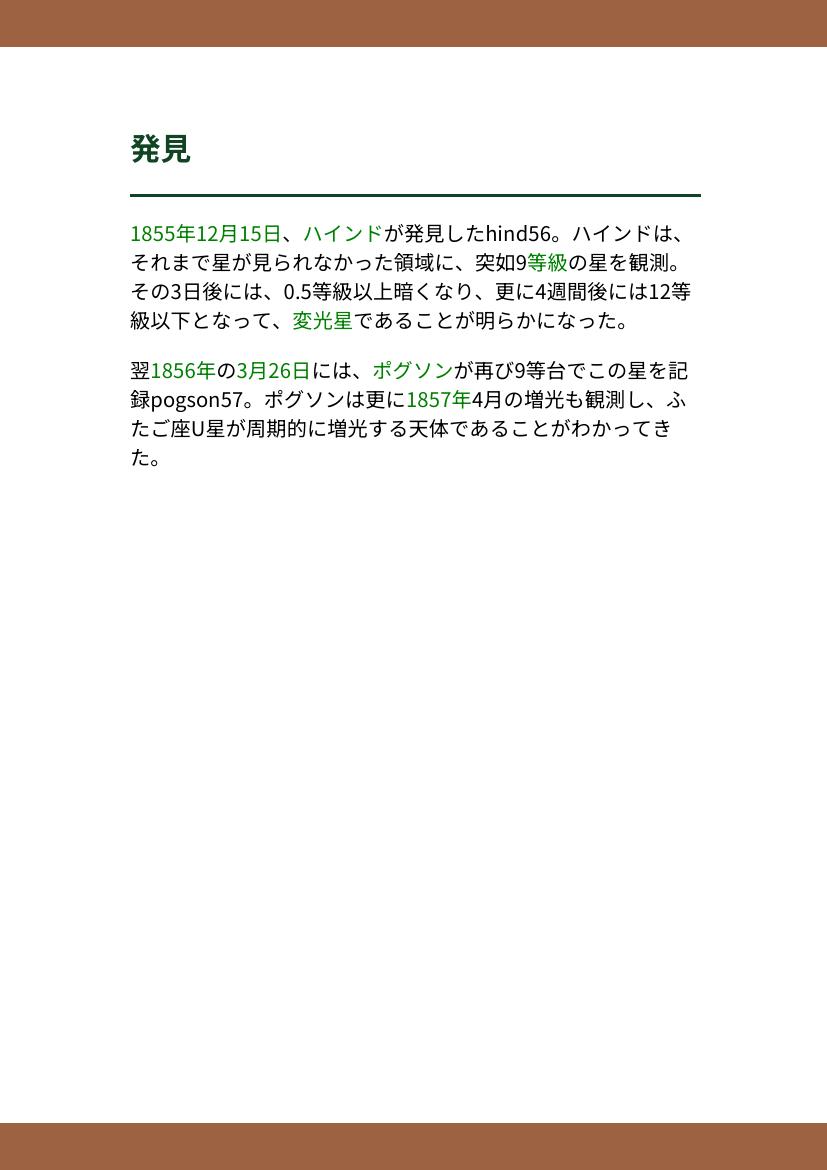 発見
1855年12月15日、ハインドが発見したhind56。ハインドは、
それまで星が見られなかった領域に、突如9等級の星を観測。
その3日後には、0.5等級以上暗くなり、更に4週間後には12等
級以下となって、変光星であることが明らかになった。
翌1856年の3月26日には、ポグソンが再び9等台でこの星を記
録pogson57。ポグソンは更に1857年4月の増光も観測し、ふ
たご座U星が周期的に増光する天体であることがわかってき
た。